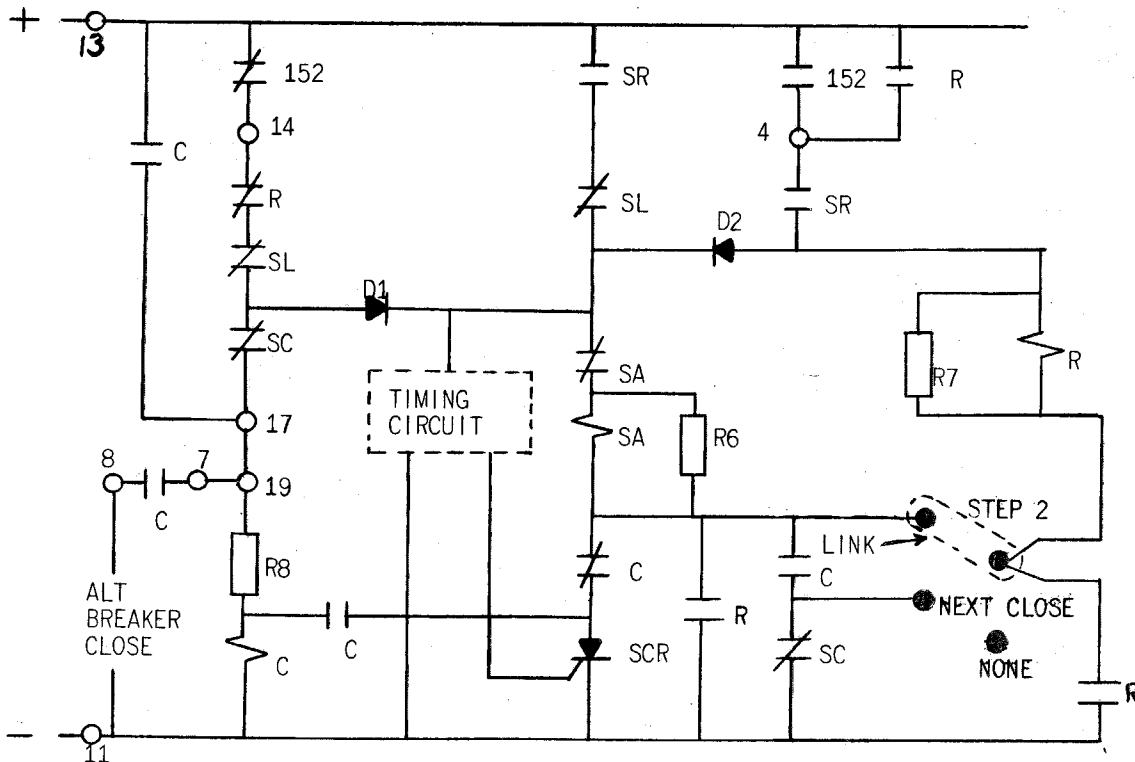 +
13
152
14
C
R
SL
D1
SC
17
8
7
19
C
ALT
BREAKER
CLOSE
R8
C
C
11
-
TIMING
CIRCUIT
SR
SL
D2
SA
SA
R6
C
SCR
R
152
R
4
SR
R7
R
STEP 2
LINK
C
NEXT CLOSE
SC
NONE
R